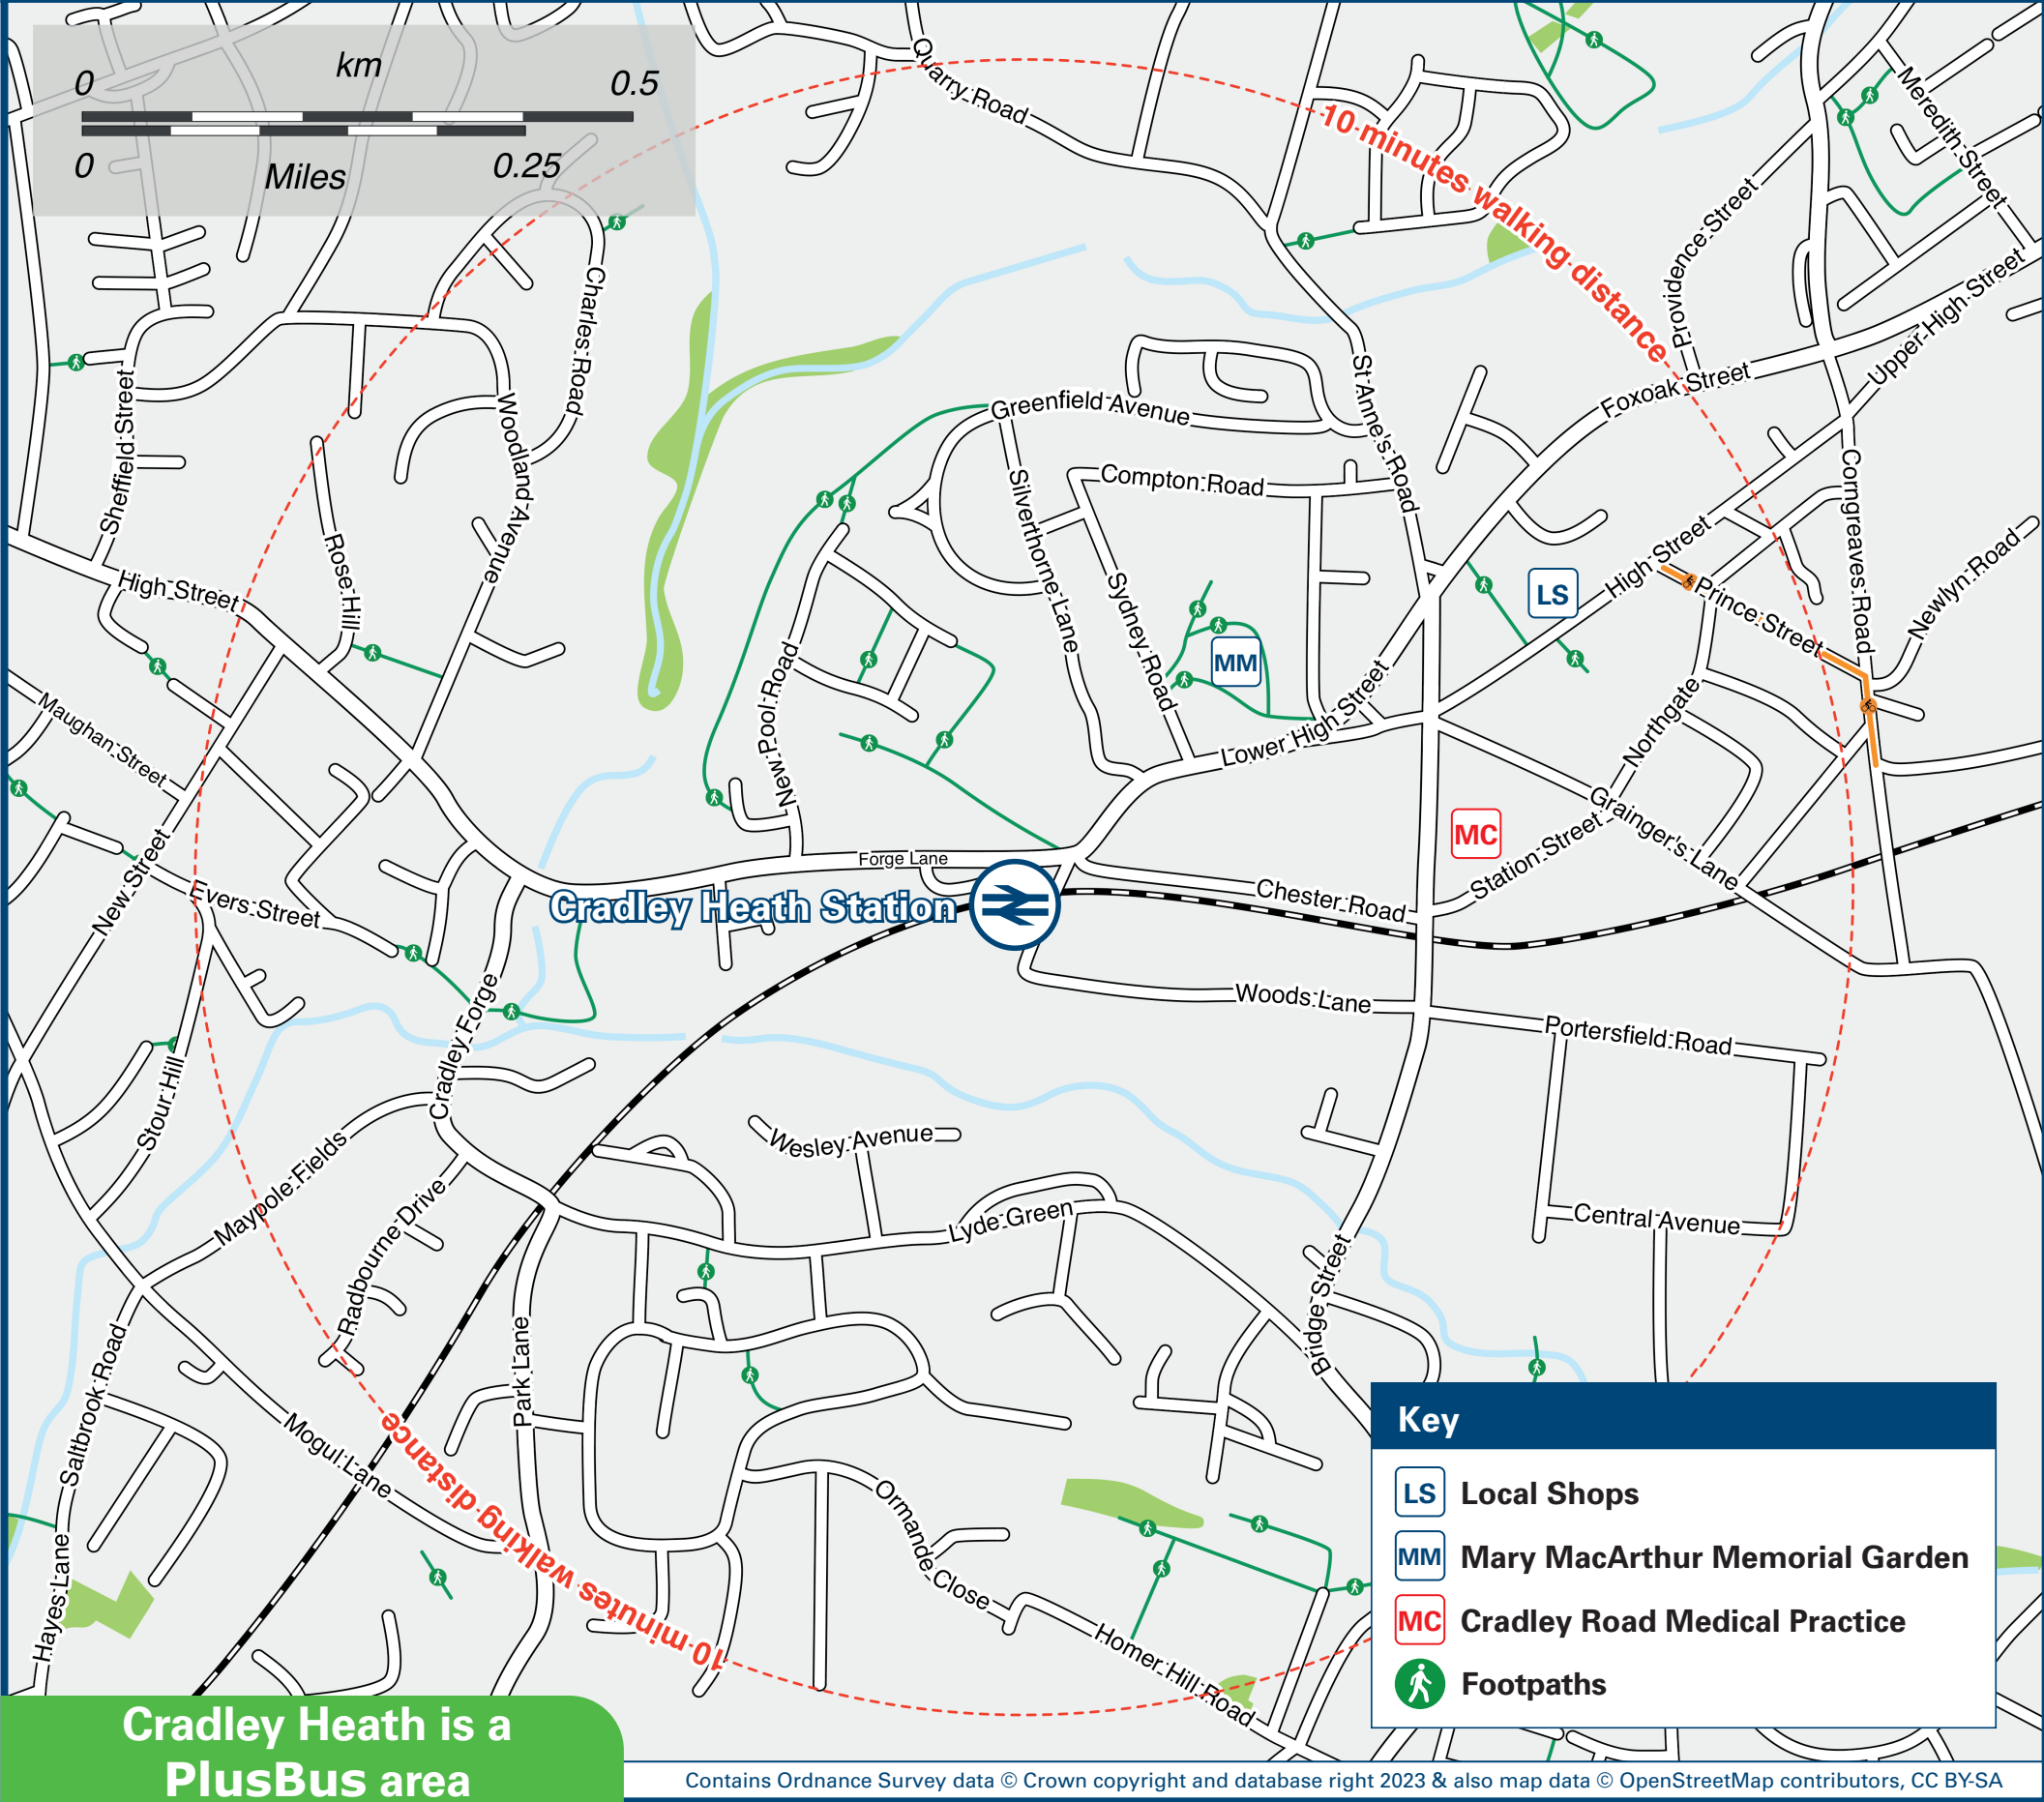 km
0 0.5
0 0.25
Miles
Quarry Road
10 minutes walking distance
Meredith Street
Providence Street
Upper High Street
Charles Road
Foxoak Street
St Anne's Road
Greenfield Avenue
Sheffield Street
Woodland Avenue
Compton Road
Silverthorne Lane
Corngreaves Road
High Street
Rose Hill
High Street
LS
Prince Street
Newlyn Road
Sydney Road
MM
New Pool Road
Maughan Street
Lower High Street
Northgate
Grainger's Lane
MC
Station Street
New Street
Forge Lane
Evers Street
Cradley Heath Station
Chester Road
Cradley Forge
Woods Lane
Portersfield Road
Stour Hill
Wesley Avenue
Maypole Fields
Radbourne Drive
Lyde Green
Central Avenue
Bridge Street
Park Lane
Saltbrook Road
Mogul Lane
10 minutes walking distance
Ormande Close
Hayes Lane
Homer Hill Road
Key
LS Local Shops
MM Mary MacArthur Memorial Garden
MC Cradley Road Medical Practice
Footpaths
Cradley Heath is a
PlusBus area
Contains Ordnance Survey data © Crown copyright and database right 2023 & also map data © OpenStreetMap contributors, CC BY-SA